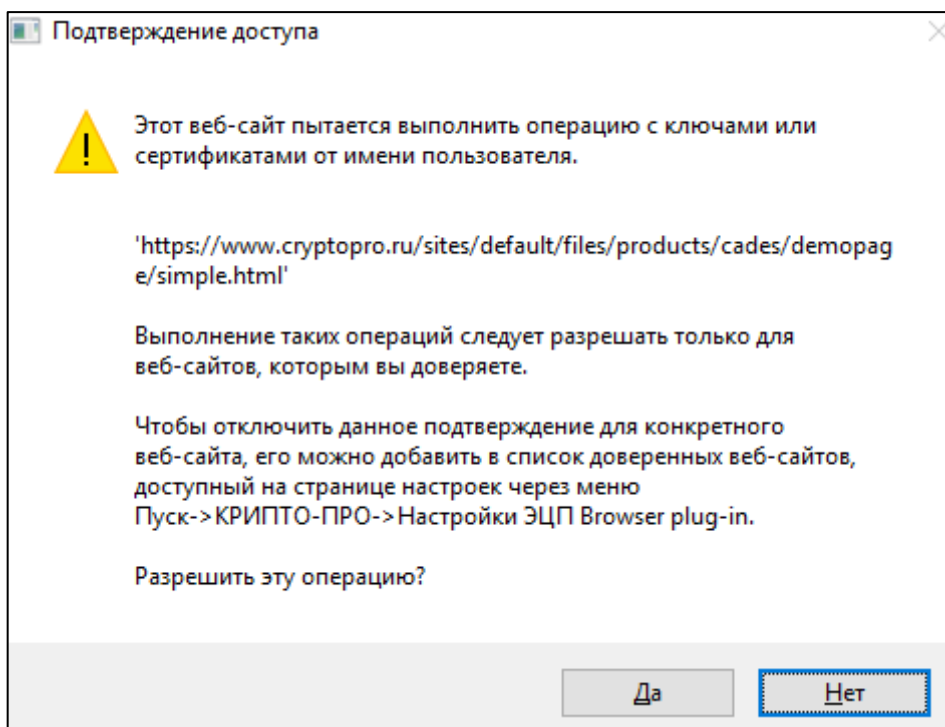 Подтверждение доступа
!
Этот веб-сайт пытается выполнить операцию с ключами или
сертификатами от имени пользователя.
'https://www.cryptopro.ru/sites/default/files/products/cades/demopag
e/simple.html'
Выполнение таких операций следует разрешать только для
веб-сайтов, которым вы доверяете.
Чтобы отключить данное подтверждение для конкретного
веб-сайта, его можно добавить в список доверенных веб-сайтов,
доступный на странице настроек через меню
Пуск->КРИПТО-ПРО->Настройки ЭЦП Browser plug-in.
Разрешить эту операцию?
Да
Нет